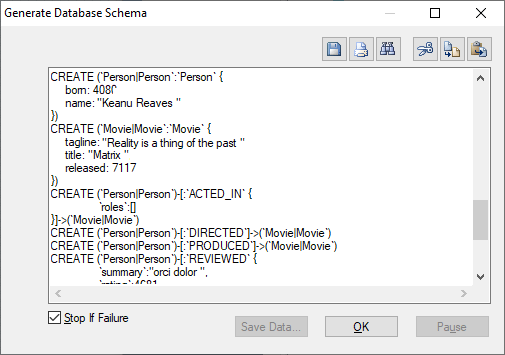 Generate Database Schema
CREATE (`Person|Person`:`Person` {
born: 408
name: "Keanu Reaves "
})
CREATE (`Movie|Movie`:`Movie` {
tagline: "Reality is a thing of the past "
title: "Matrix "
released: 7117
})
CREATE (`Person|Person`)-[:`ACTED_IN` {
`roles`:[]
}]->(`Movie|Movie`)
CREATE (`Person|Person`)-[:`DIRECTED`]->(`Movie|Movie`)
CREATE (`Person|Person`)-[:`PRODUCED`]->(`Movie|Movie`)
CREATE (`Person|Person`)-[:`REVIEWED` {
`summary`:"orci dolor ",
`rating`:4681
Stop If Failure
Save Data...
OK
Pause